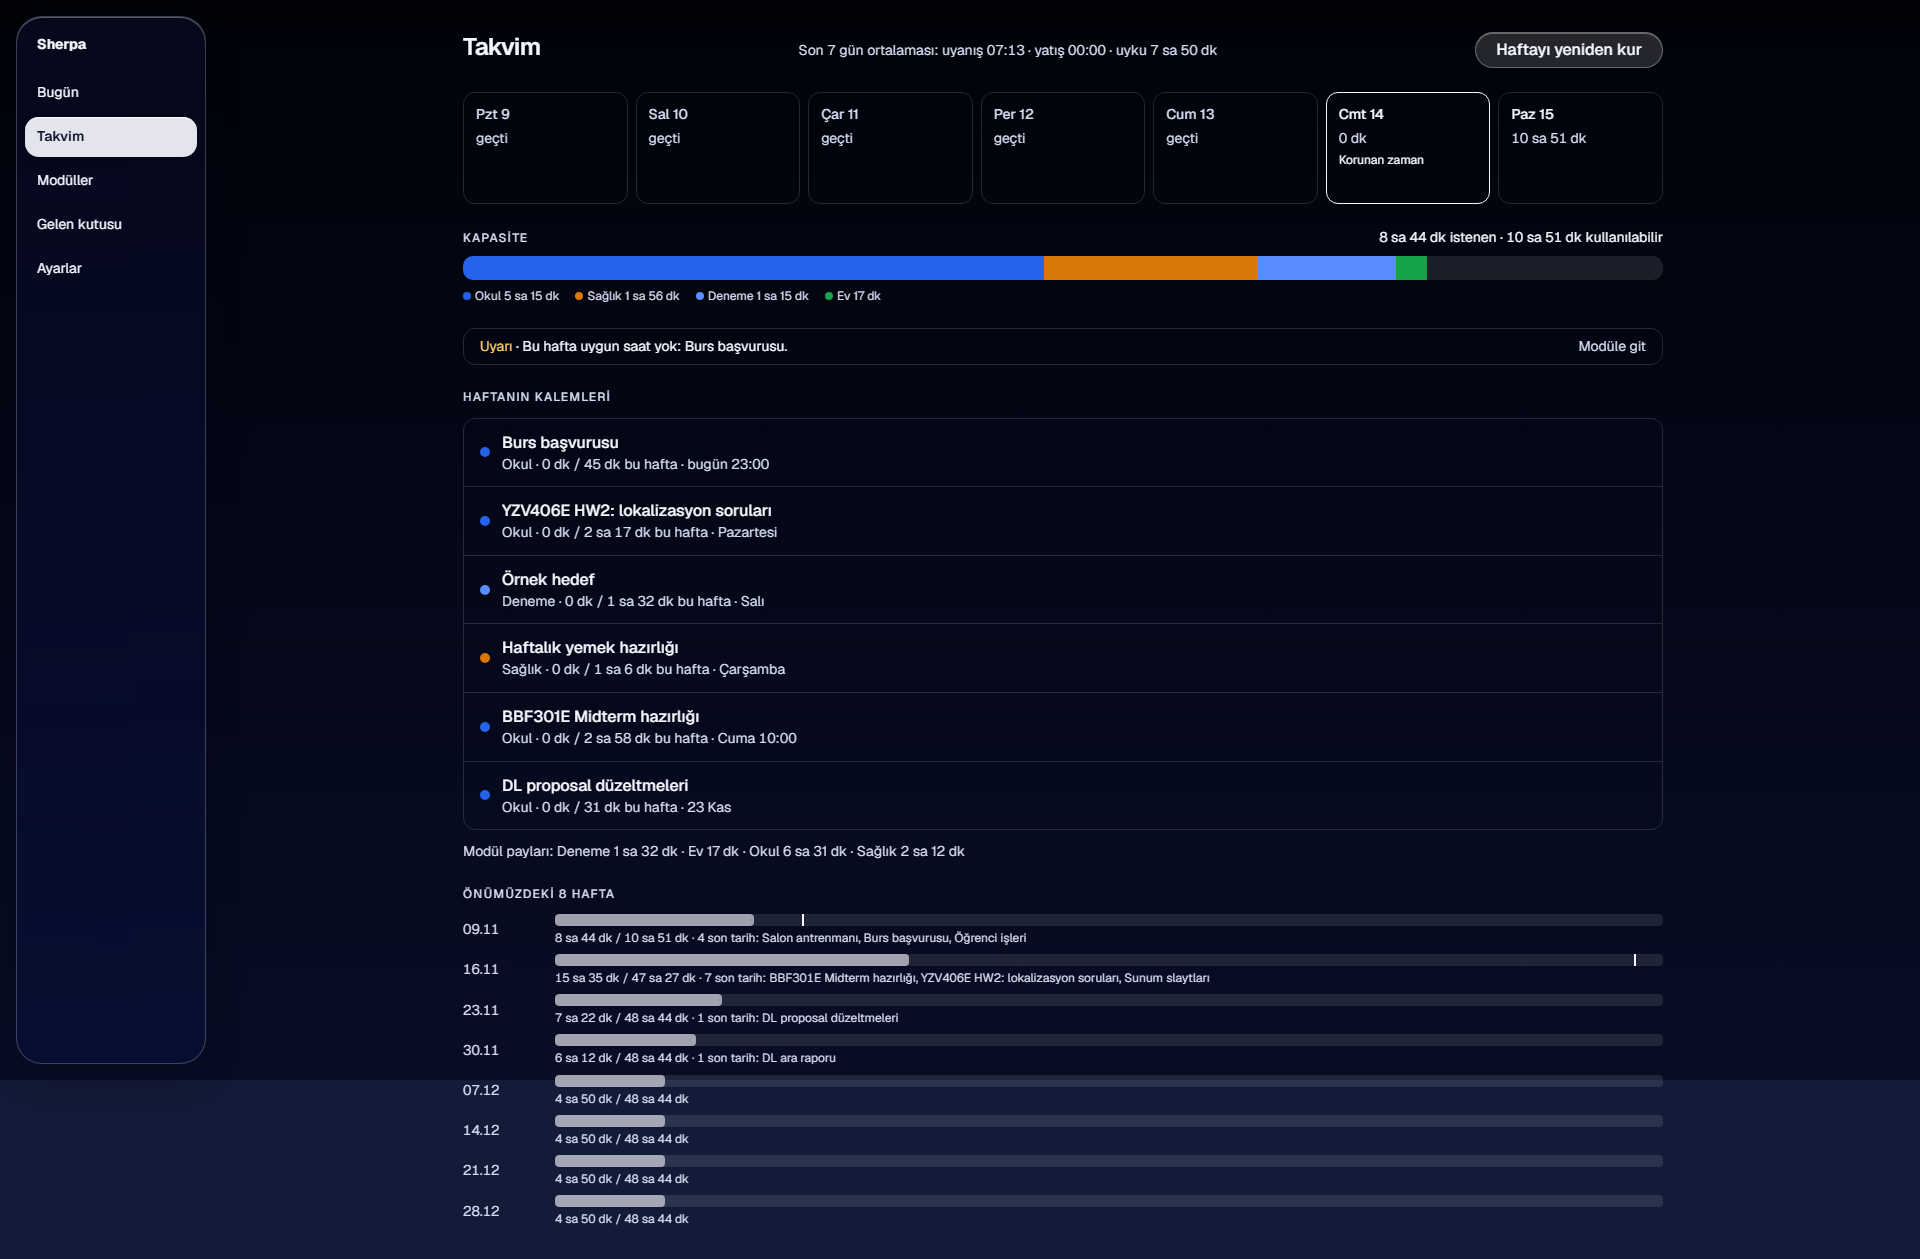 Sherpa
Bugün
Takvim
Modüller
Gelen kutusu
Ayarlar
Takvim
Son 7 gün ortalaması: uyanış 07:13 · yatış 00:00 · uyku 7 sa 50 dk
Haftayı yeniden kur
Pzt 9
geçti
Sal 10
geçti
Çar 11
geçti
Per 12
geçti
Cum 13
geçti
Cmt 14
0 dk
Korunan zaman
Paz 15
10 sa 51 dk
KAPASİTE
8 sa 44 dk istenen · 10 sa 51 dk kullanılabilir
Okul 5 sa 15 dk
Sağlık 1 sa 56 dk
Deneme 1 sa 15 dk
Ev 17 dk
Uyarı · Bu hafta uygun saat yok: Burs başvurusu.
Modüle git
HAFTANIN KALEMLERİ
Burs başvurusu
Okul · 0 dk / 45 dk bu hafta · bugün 23:00
YZV406E HW2: lokalizasyon soruları
Okul · 0 dk / 2 sa 17 dk bu hafta · Pazartesi
Örnek hedef
Deneme · 0 dk / 1 sa 32 dk bu hafta · Salı
Haftalık yemek hazırlığı
Sağlık · 0 dk / 1 sa 6 dk bu hafta · Çarşamba
BBF301E Midterm hazırlığı
Okul · 0 dk / 2 sa 58 dk bu hafta · Cuma 10:00
DL proposal düzeltmeleri
Okul · 0 dk / 31 dk bu hafta · 23 Kas
Modül payları: Deneme 1 sa 32 dk · Ev 17 dk · Okul 6 sa 31 dk · Sağlık 2 sa 12 dk
ÖNÜMÜZDEKİ 8 HAFTA
09.11
8 sa 44 dk / 10 sa 51 dk · 4 son tarih: Salon antrenmanı, Burs başvurusu, Öğrenci işleri
16.11
15 sa 35 dk / 47 sa 27 dk · 7 son tarih: BBF301E Midterm hazırlığı, YZV406E HW2: lokalizasyon soruları, Sunum slaytları
23.11
7 sa 22 dk / 48 sa 44 dk · 1 son tarih: DL proposal düzeltmeleri
30.11
6 sa 12 dk / 48 sa 44 dk · 1 son tarih: DL ara raporu
07.12
4 sa 50 dk / 48 sa 44 dk
14.12
4 sa 50 dk / 48 sa 44 dk
21.12
4 sa 50 dk / 48 sa 44 dk
28.12
4 sa 50 dk / 48 sa 44 dk